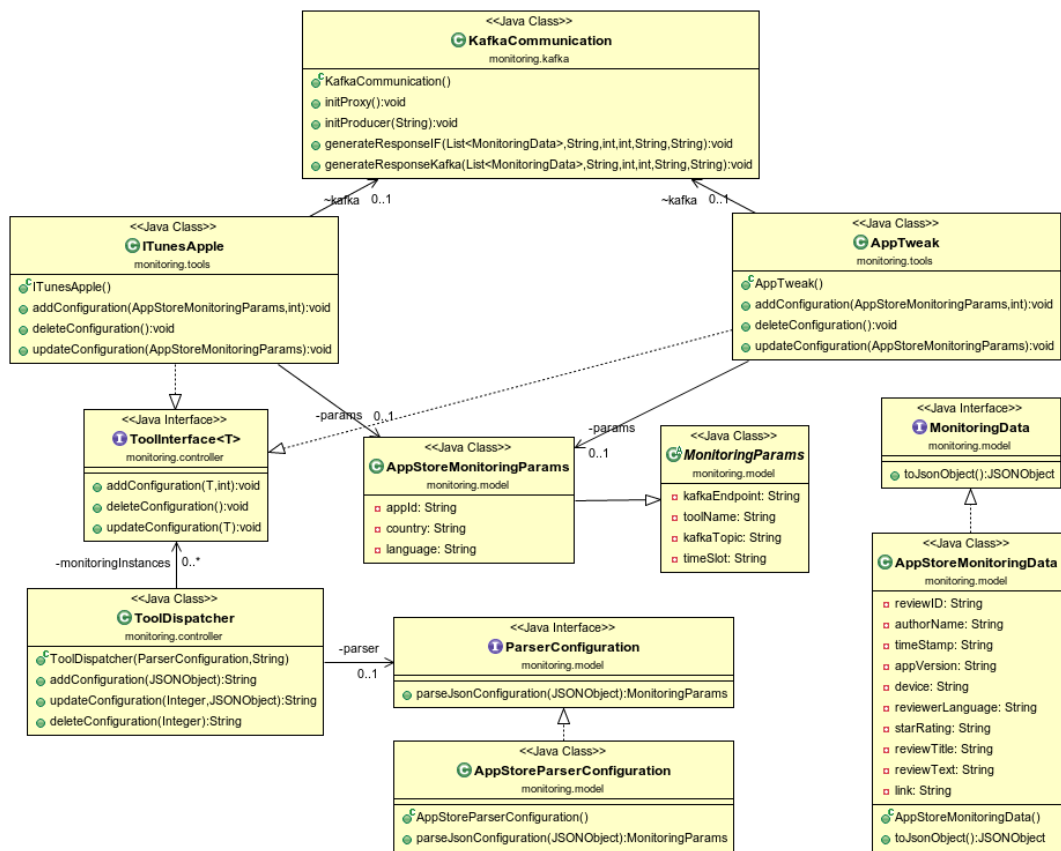 <<Java Class>>
KafkaCommunication
monitoring.kafka
KafkaCommunication()
initProxy():void
initProducer(String):void
generateResponseIF(List<MonitoringData>,String,int,int,String,String):void
generateResponseKafka(List<MonitoringData>,String,int,int,String,String):void
~kafka
0..1
~kafka
0..1
<<Java Class>>
ITunesApple
monitoring.tools
ITunesApple()
addConfiguration(AppStoreMonitoringParams,int):void
deleteConfiguration():void
updateConfiguration(AppStoreMonitoringParams):void
<<Java Class>>
AppTweak
monitoring.tools
AppTweak()
addConfiguration(AppStoreMonitoringParams,int):void
deleteConfiguration():void
updateConfiguration(AppStoreMonitoringParams):void
-params
0..1
-params
0..1
<<Java Interface>>
ToolInterface<T>
monitoring.controller
addConfiguration(T,int):void
deleteConfiguration():void
updateConfiguration(T):void
<<Java Class>>
AppStoreMonitoringParams
monitoring.model
appId: String
country: String
language: String
<<Java Class>>
MonitoringParams
monitoring.model
kafkaEndpoint: String
toolName: String
kafkaTopic: String
timeSlot: String
<<Java Interface>>
MonitoringData
monitoring.model
toJsonObject():JSONObject
-monitoringInstances
0..*
<<Java Class>>
ToolDispatcher
monitoring.controller
ToolDispatcher(ParserConfiguration,String)
addConfiguration(JSONObject):String
updateConfiguration(Integer,JSONObject):String
deleteConfiguration(Integer):String
-parser
0..1
<<Java Interface>>
ParserConfiguration
monitoring.model
parseJsonConfiguration(JSONObject):MonitoringParams
<<Java Class>>
AppStoreParserConfiguration
monitoring.model
AppStoreParserConfiguration()
parseJsonConfiguration(JSONObject):MonitoringParams
<<Java Class>>
AppStoreMonitoringData
monitoring.model
reviewID: String
authorName: String
timeStamp: String
appVersion: String
device: String
reviewerLanguage: String
starRating: String
reviewTitle: String
reviewText: String
link: String
AppStoreMonitoringData()
toJsonObject():JSONObject